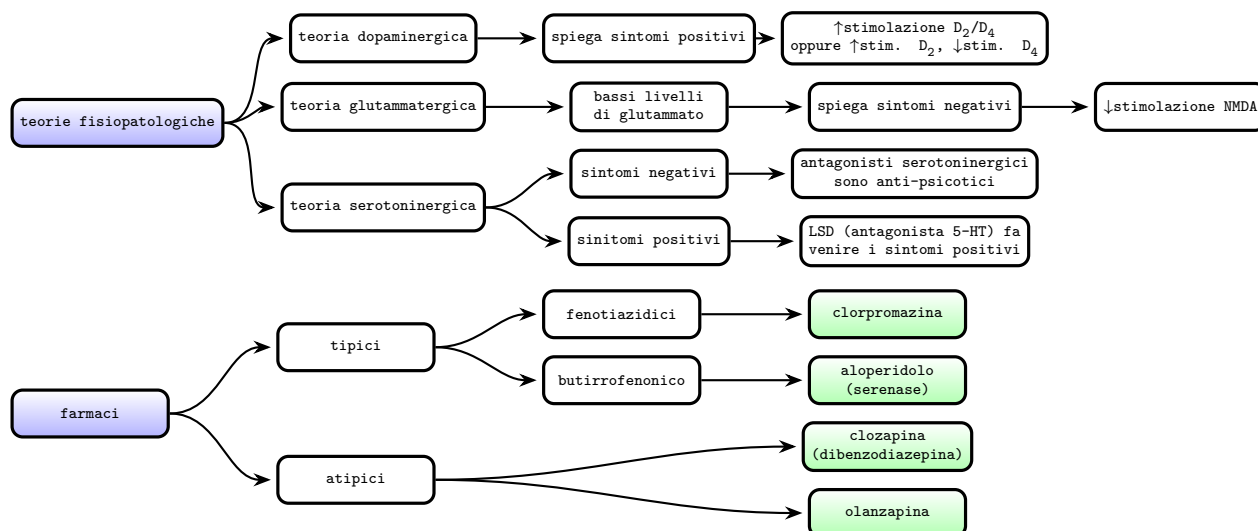 teorie fisiopatologiche
teoria dopaminergica
spiega sintomi positivi
↑stimolazione D₂/D₄
oppure ↑stim. D₂, ↓stim. D₄
teoria glutammatergica
bassi livelli
di glutammato
spiega sintomi negativi
↓stimolazione NMDA
teoria serotoninergica
sintomi negativi
antagonisti serotoninergici
sono anti-psicotici
sinitomi positivi
LSD (antagonista 5-HT) fa
venire i sintomi positivi
farmaci
tipici
fenotiazidici
clorpromazina
butirrofenonico
aloperidolo
(serenase)
atipici
clozapina
(dibenzodiazepina)
olanzapina